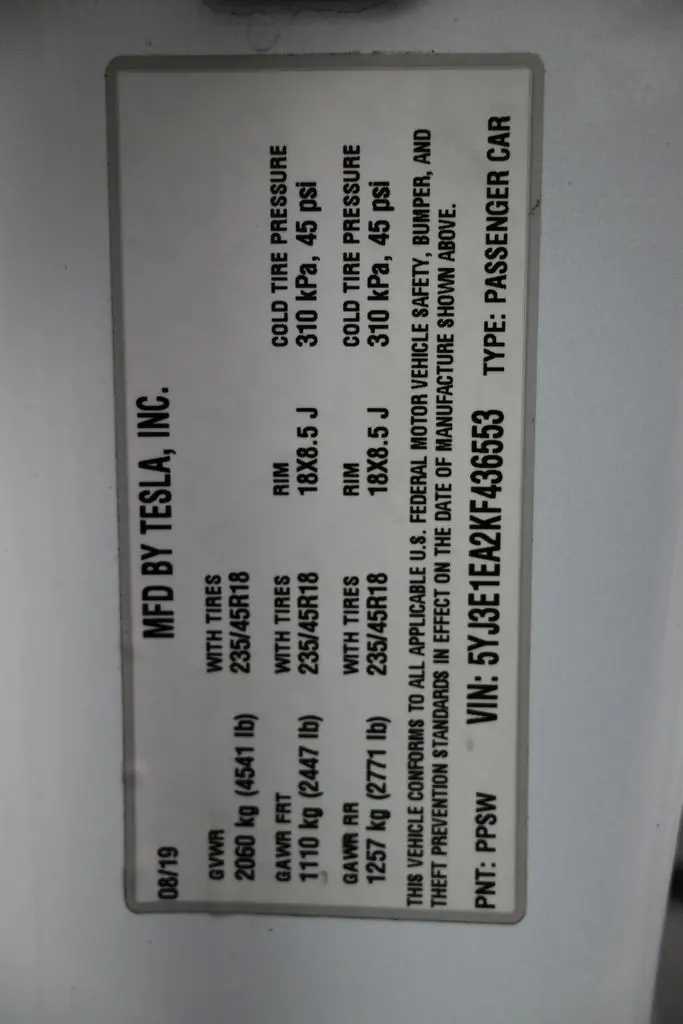 08/19 MFD BY TESLA, INC.
GVWR WITH TIRES
2060 kg (4541 lb) 235/45R18
GAWR FRT WITH TIRES RIM COLD TIRE PRESSURE
1110 kg (2447 lb) 235/45R18 18X8.5 J 310 kPa, 45 psi
GAWR RR WITH TIRES RIM COLD TIRE PRESSURE
1257 kg (2771 lb) 235/45R18 18X8.5 J 310 kPa, 45 psi
THIS VEHICLE CONFORMS TO ALL APPLICABLE U.S. FEDERAL MOTOR VEHICLE SAFETY, BUMPER, AND
THEFT PREVENTION STANDARDS IN EFFECT ON THE DATE OF MANUFACTURE SHOWN ABOVE.
PNT: PPSW VIN: 5YJ3E1EA2KF436553 TYPE: PASSENGER CAR